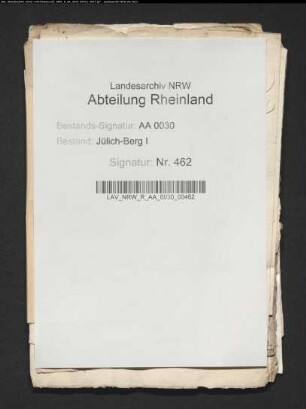 Landesarchiv NRW
Abteilung Rheinland
Bestands-Signatur: AA 0030
Bestand: Jülich-Berg I
Signatur: Nr. 462
LAV_NRW_R_AA_0030_00462